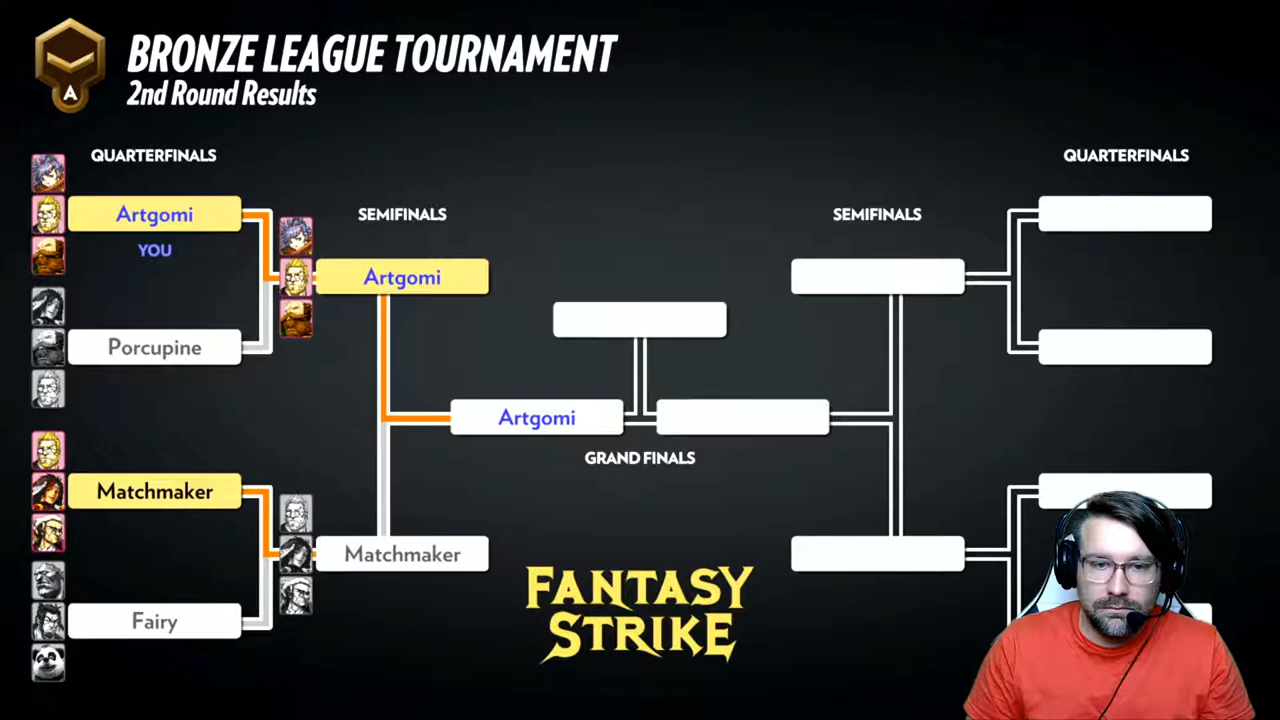 BRONZE LEAGUE TOURNAMENT
2nd Round Results
A
QUARTERFINALS
QUARTERFINALS
SEMIFINALS
SEMIFINALS
Artgomi
YOU
Artgomi
Porcupine
Artgomi
GRAND FINALS
Matchmaker
Matchmaker
Fairy
FANTASY
STRIKE